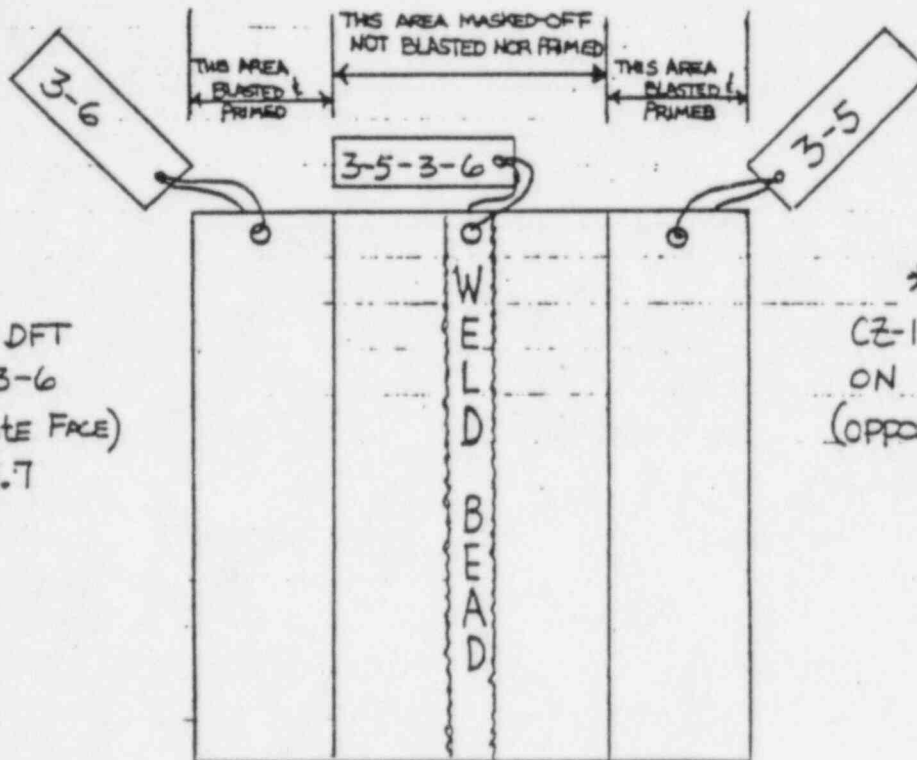 THIS AREA MASKED-OFF
NOT BLASTED NOR PRIMED
THIS AREA
BLASTED &
PRIMED
THIS AREA
BLASTED &
PRIMED
3-6
3-5-3-6
3-5
WELD BEAD
DFT
3-6
TE FACE)
.7
CZ-1
ON
(OPPO